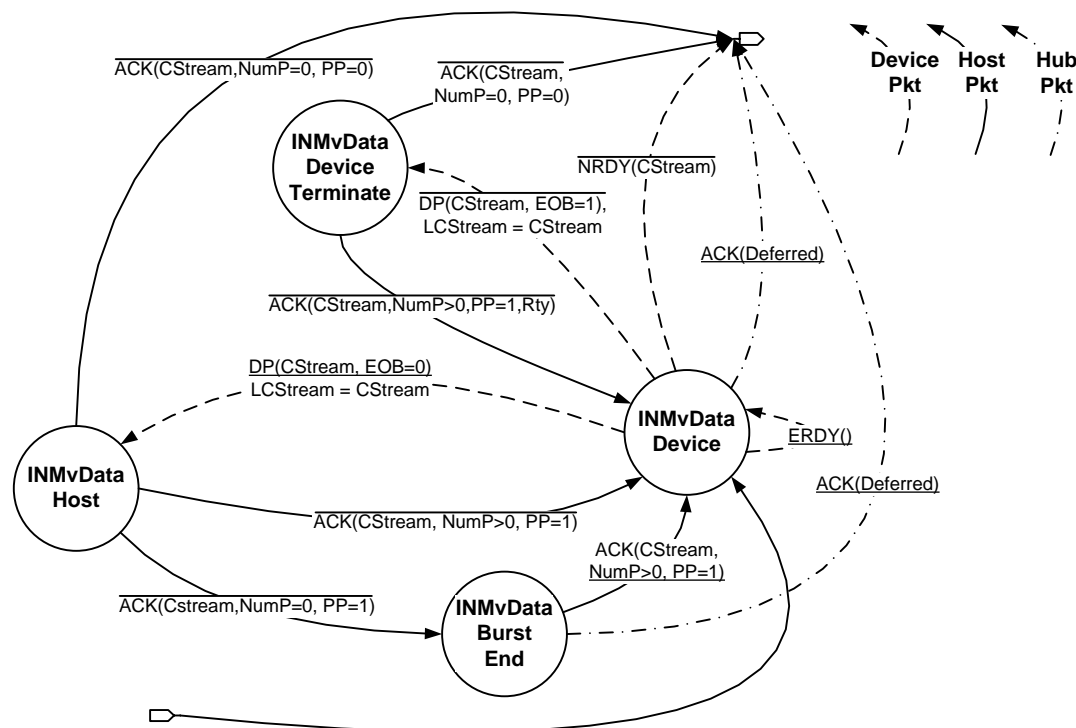 ACK(CStream,NumP=0, PP=0)
ACK(CStream,
NumP=0, PP=0)
Device
Pkt
Host
Pkt
Hub
Pkt
INMvData
Device
Terminate
NRDY(CStream)
DP(CStream, EOB=1),
LCStream = CStream
ACK(Deferred)
ACK(CStream,NumP>0,PP=1,Rty)
DP(CStream, EOB=0)
LCStream = CStream
INMvData
Device
ERDY()
INMvData
Host
ACK(Deferred)
ACK(CStream, NumP>0, PP=1)
ACK(CStream,
NumP>0, PP=1)
ACK(Cstream,NumP=0, PP=1)
INMvData
Burst
End